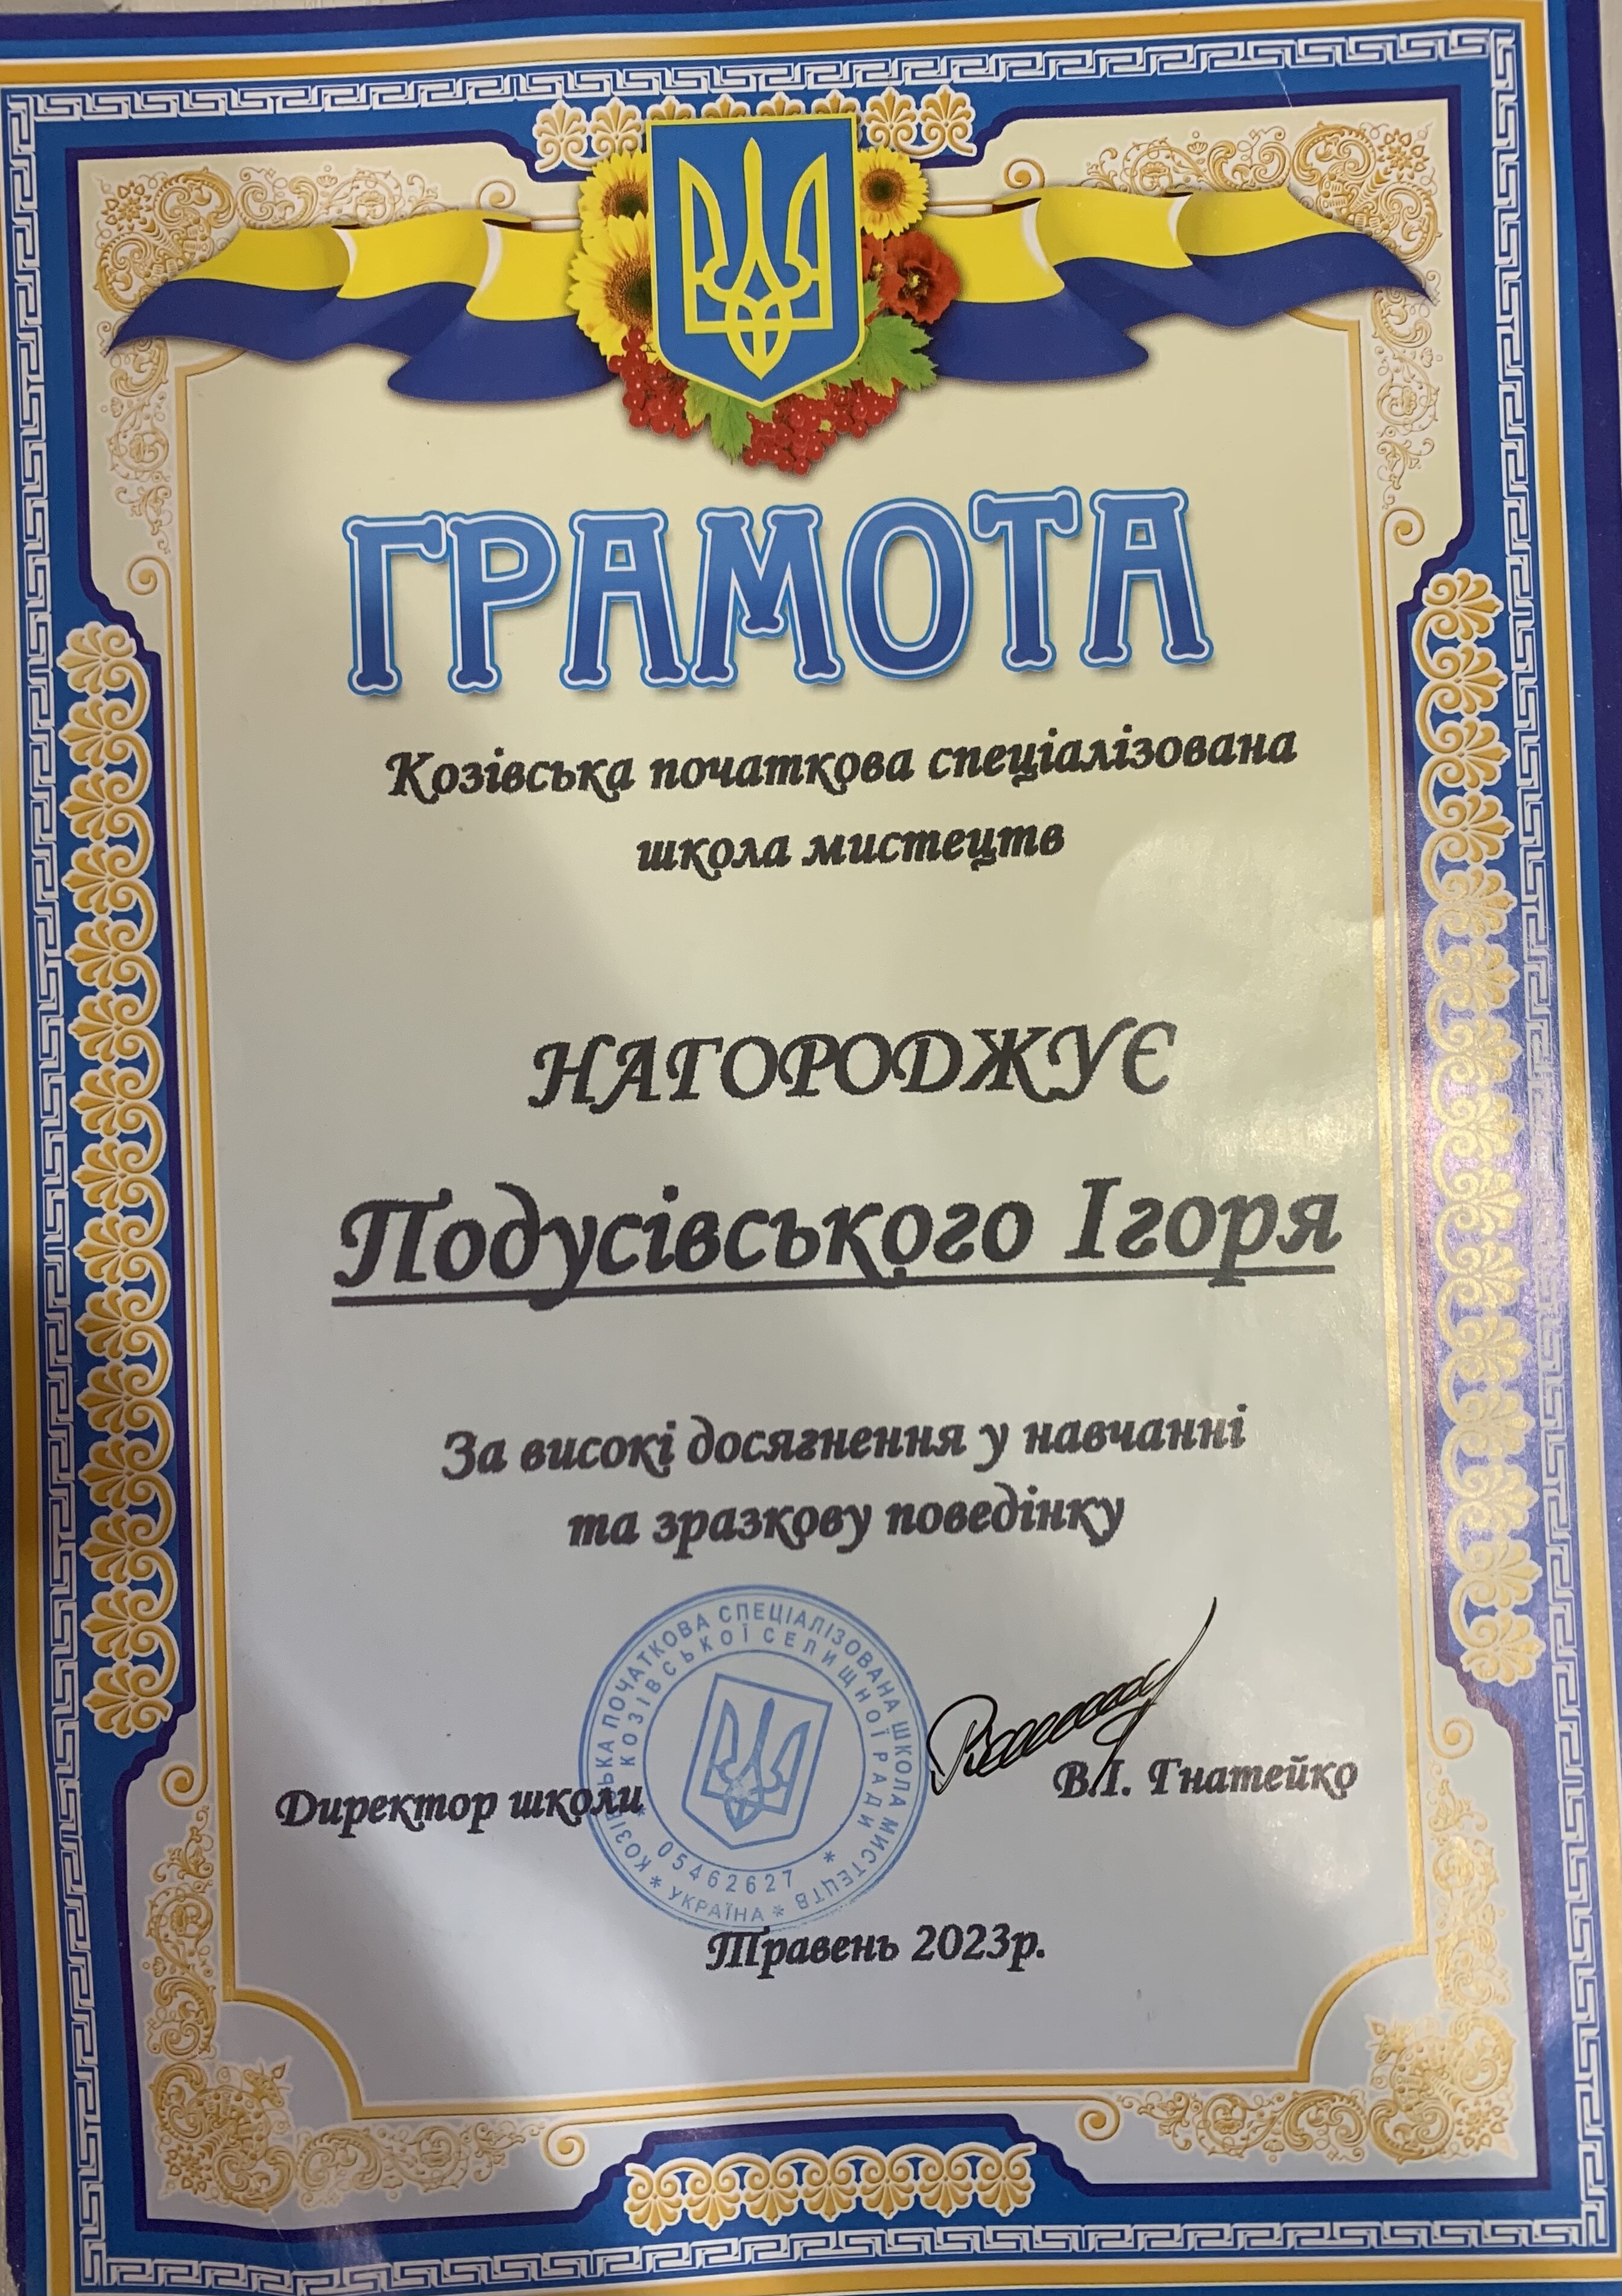 ГРАМОТА
Козівська початкова спеціалізована
школа мистецтв
НАГОРОДЖУЄ
Подусівського Ігоря
За високі досягнення у навчанні
та зразкову поведінку
КОЗІВСЬКА ПОЧАТКОВА СПЕЦІАЛІЗОВАНА ШКОЛА МИСТЕЦТВ * УКРАЇНА *
КОЗІВСЬКОЇ СЕЛИЩНОЇ РАДИ *
05462627
Директор школи
В.І. Гнатейко
Травень 2023р.